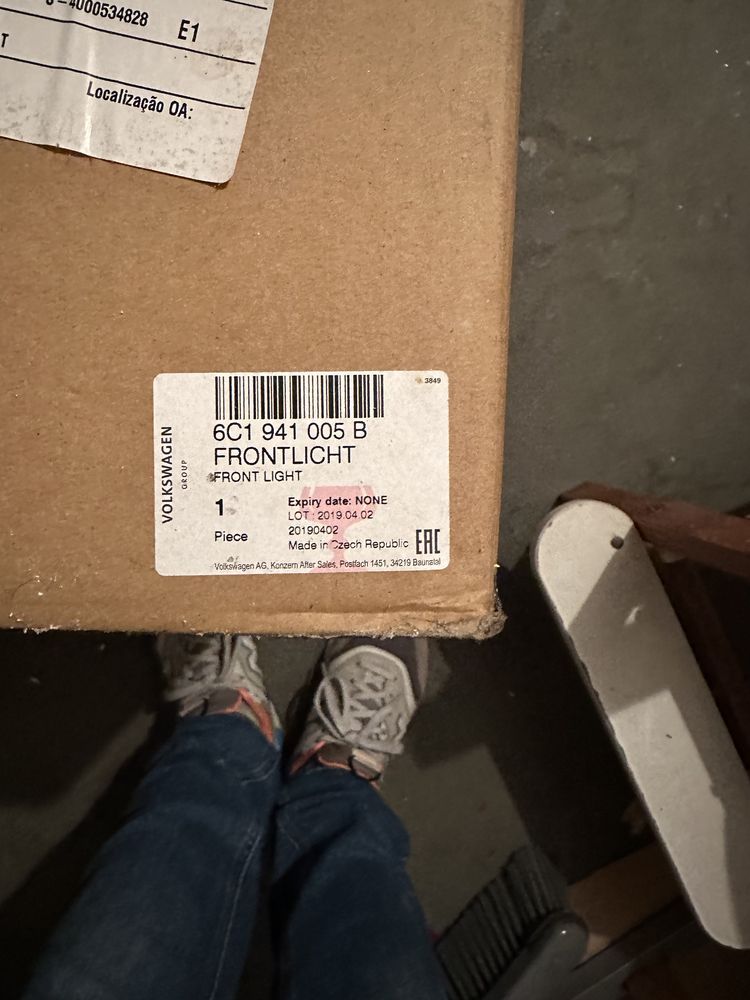 4000534828
E1
T
Localização OA:
3849
VOLKSWAGEN
GROUP
6C1 941 005 B
FRONTLICHT
FRONT LIGHT
1
Piece
Expiry date: NONE
LOT : 2019.04.02
20190402
Made in Czech Republic
EAC
Volkswagen AG, Konzern After Sales, Postfach 1451, 34219 Baunatal